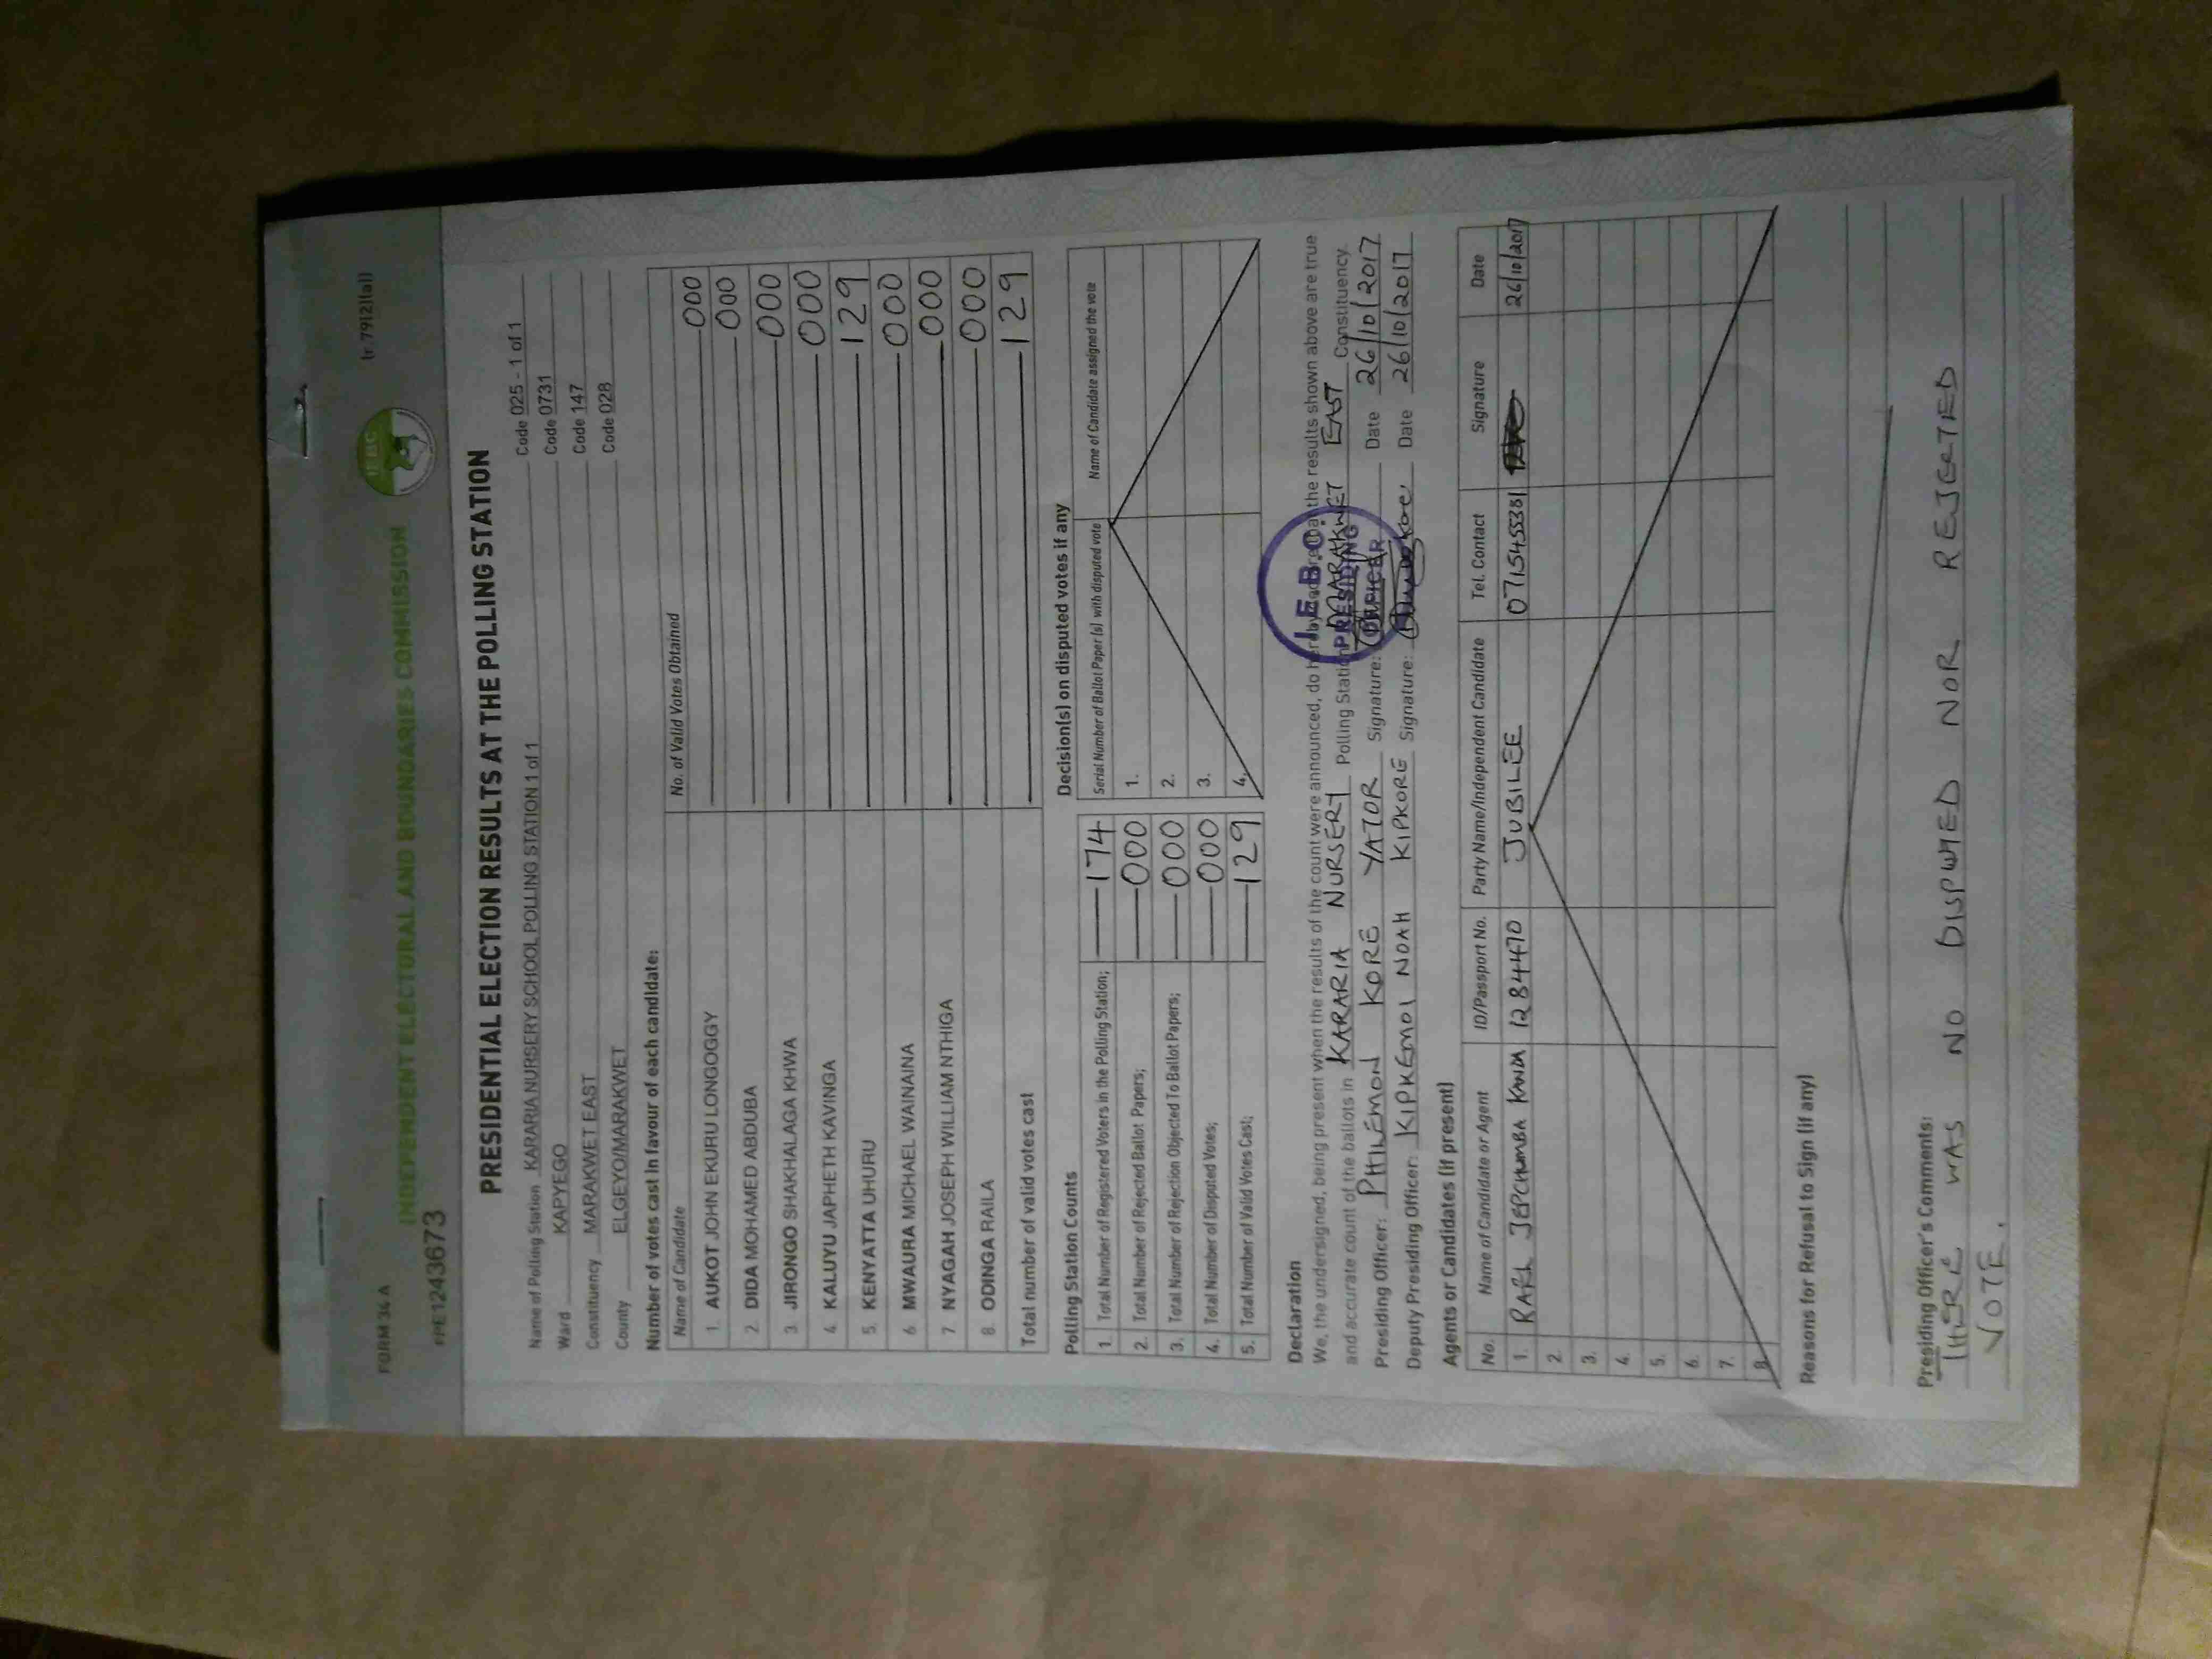 FORM 34 A
(r.79(2)(a))
INDEPENDENT ELECTORAL AND BOUNDARIES COMMISSION
IEBC
PE1243673
PRESIDENTIAL ELECTION RESULTS AT THE POLLING STATION
Name of Polling Station KARARIA NURSERY SCHOOL POLLING STATION 1 of 1 Code 025 - 1 of 1
Ward KAPYEGO Code 0731
Constituency MARAKWET EAST Code 147
County ELGEYO/MARAKWET Code 028
Number of votes cast in favour of each candidate:
Name of Candidate No. of Valid Votes Obtained
1. AUKOT JOHN EKURU LONGOGGY 000
2. DIDA MOHAMED ABDUBA 000
3. JIRONGO SHAKHALAGA KHWA 000
4. KALUYU JAPHETH KAVINGA 000
5. KENYATTA UHURU 129
6. MWAURA MICHAEL WAINAINA 000
7. NYAGAH JOSEPH WILLIAM NTHIGA 000
8. ODINGA RAILA 000
Total number of valid votes cast 129
Polling Station Counts
1. Total Number of Registered Voters in the Polling Station; 174
2. Total Number of Rejected Ballot Papers; 000
3. Total Number of Rejection Objected To Ballot Papers; 000
4. Total Number of Disputed Votes; 000
5. Total Number of Valid Votes Cast; 129
Decision(s) on disputed votes if any
Serial Number of Ballot Paper (s) with disputed vote Name of Candidate assigned the vote
1.
2.
3.
4.
Declaration
We, the undersigned, being present when the results of the count were announced, do hereby declare that the results shown above are true
and accurate count of the ballots in KARARIA NURSERY Polling Station MARAKWET EAST Constituency.
I.E.B.C.
PRESIDING
OFFICER
Presiding Officer: PHILEMON KORE YATOR Signature: Date 26/10/2017
Deputy Presiding Officer: KIPKEMOI NOAH KIPKORE Signature: Date 26/10/2017
Agents or Candidates (if present)
No. Name of Candidate or Agent ID/Passport No. Party Name/Independent Candidate Tel. Contact Signature Date
1. JEPCHUMBA 1284470 JUBILEE 0715455381 26/10/2017
2.
3.
4.
5.
6.
7.
8.
Reasons for Refusal to Sign (if any)
Presiding Officer's Comments:
THERE WAS NO DISPUTED NOR REJECTED
VOTE.